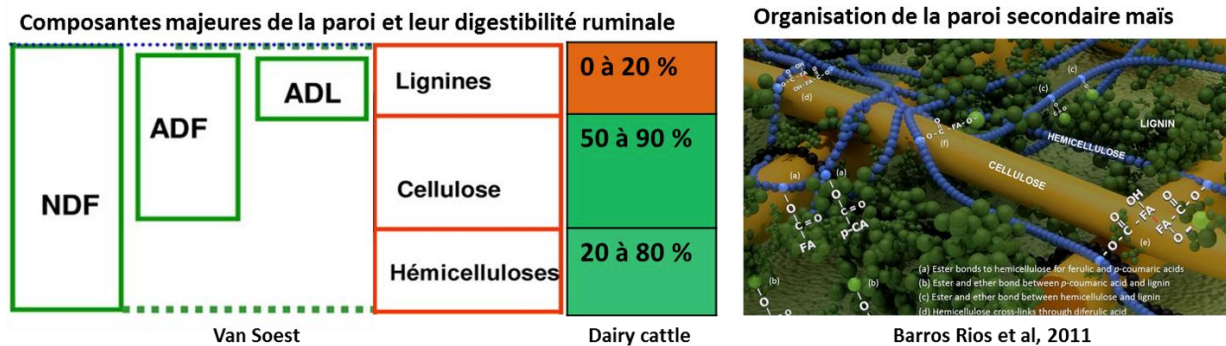 Composantes majeures de la paroi et leur digestibilité ruminale
NDF
ADF
ADL
Lignines
0 à 20 %
Cellulose
50 à 90 %
Hémicelluloses
20 à 80 %
Van Soest
Dairy cattle
Organisation de la paroi secondaire maïs
(d)
(c)
(c)
LIGNIN
HEMICELLULOSE
(f)
CELLULOSE
(a)
(a)
O
C = O
FA
O
C = O
p-CA
(e)
(b)
(b)
(a) Ester bonds to hemicellulose for ferulic and p-coumaric acids
(b) Ester and ether bond between p-coumaric acid and lignin
(c) Ester and ether bond between hemicellulose and lignin
(d) Hemicellulose cross-links through diferulic acid
Barros Rios et al, 2011